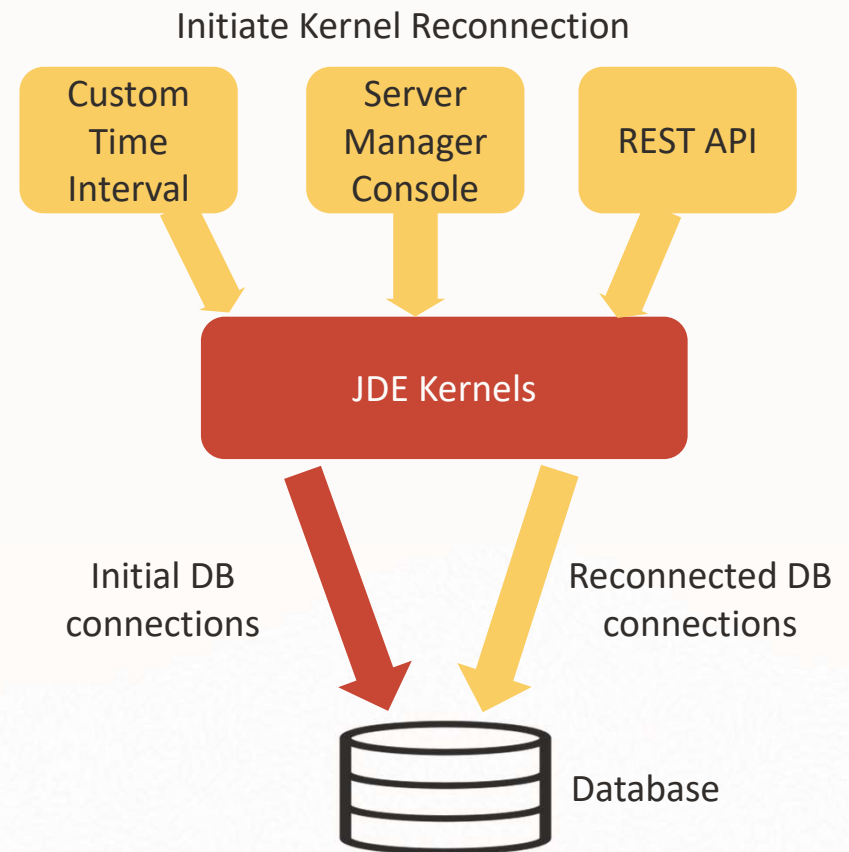 Initiate Kernel Reconnection
Custom
Time
Interval
Server
Manager
Console
REST API
JDE Kernels
Initial DB
connections
Reconnected DB
connections
Database